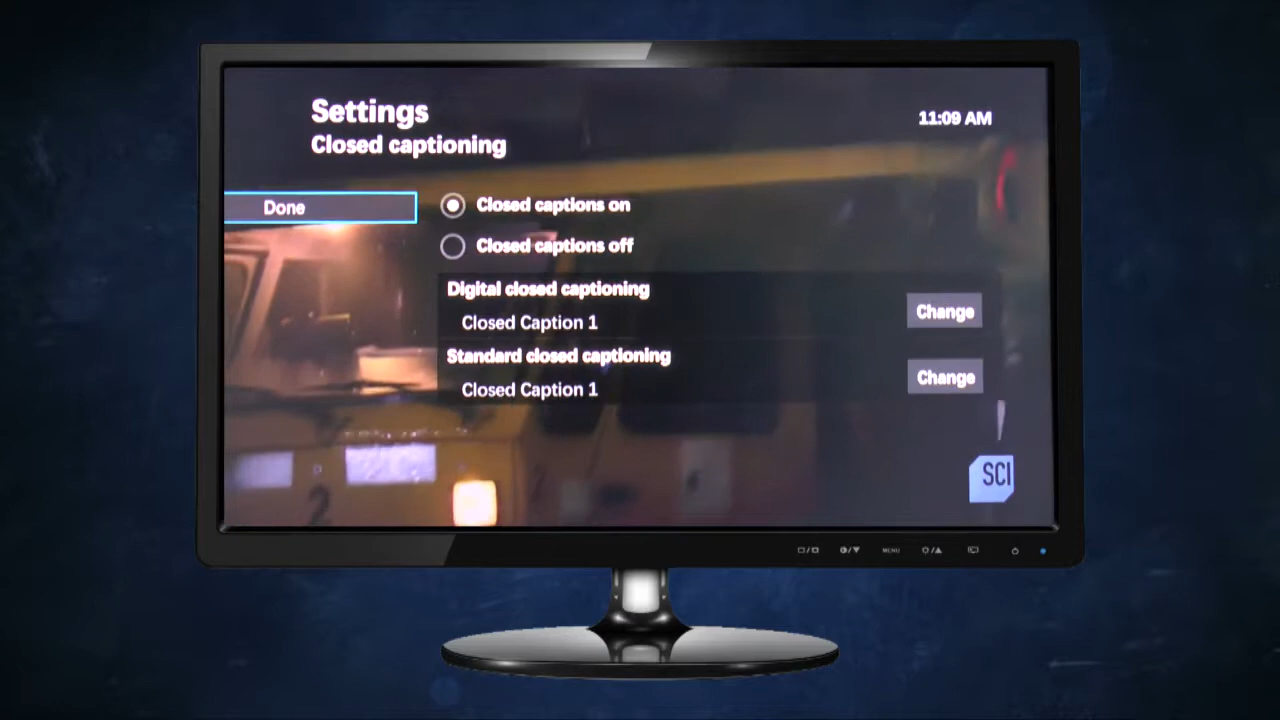 Settings
11:09 AM
Closed captioning
Done
Closed captions on
Closed captions off
Digital closed captioning
Closed Caption 1
Change
Standard closed captioning
Closed Caption 1
Change
SCI
2
MENU